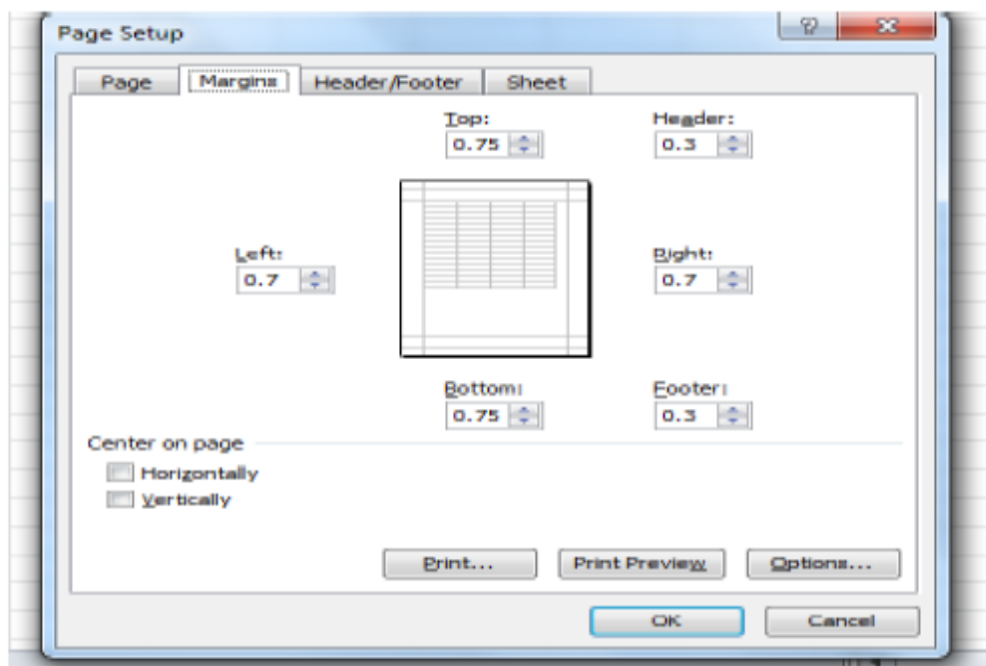 Page Setup
Page Margins Header/Footer Sheet
Top: Header:
0.75 0.3
Left: Right:
0.7 0.7
Bottom: Footer:
0.75 0.3
Center on page
Horizontally
Vertically
Print... Print Preview Options...
OK Cancel